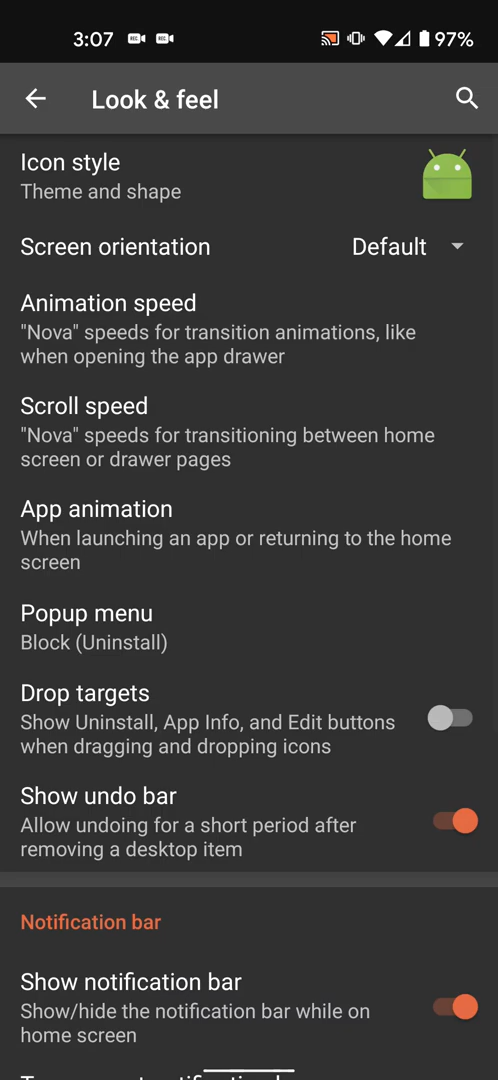 3:07
REC
REC
97%
Look & feel
Icon style
Theme and shape
Screen orientation
Default
Animation speed
"Nova" speeds for transition animations, like
when opening the app drawer
Scroll speed
"Nova" speeds for transitioning between home
screen or drawer pages
App animation
When launching an app or returning to the home
screen
Popup menu
Block (Uninstall)
Drop targets
Show Uninstall, App Info, and Edit buttons
when dragging and dropping icons
Show undo bar
Allow undoing for a short period after
removing a desktop item
Notification bar
Show notification bar
Show/hide the notification bar while on
home screen